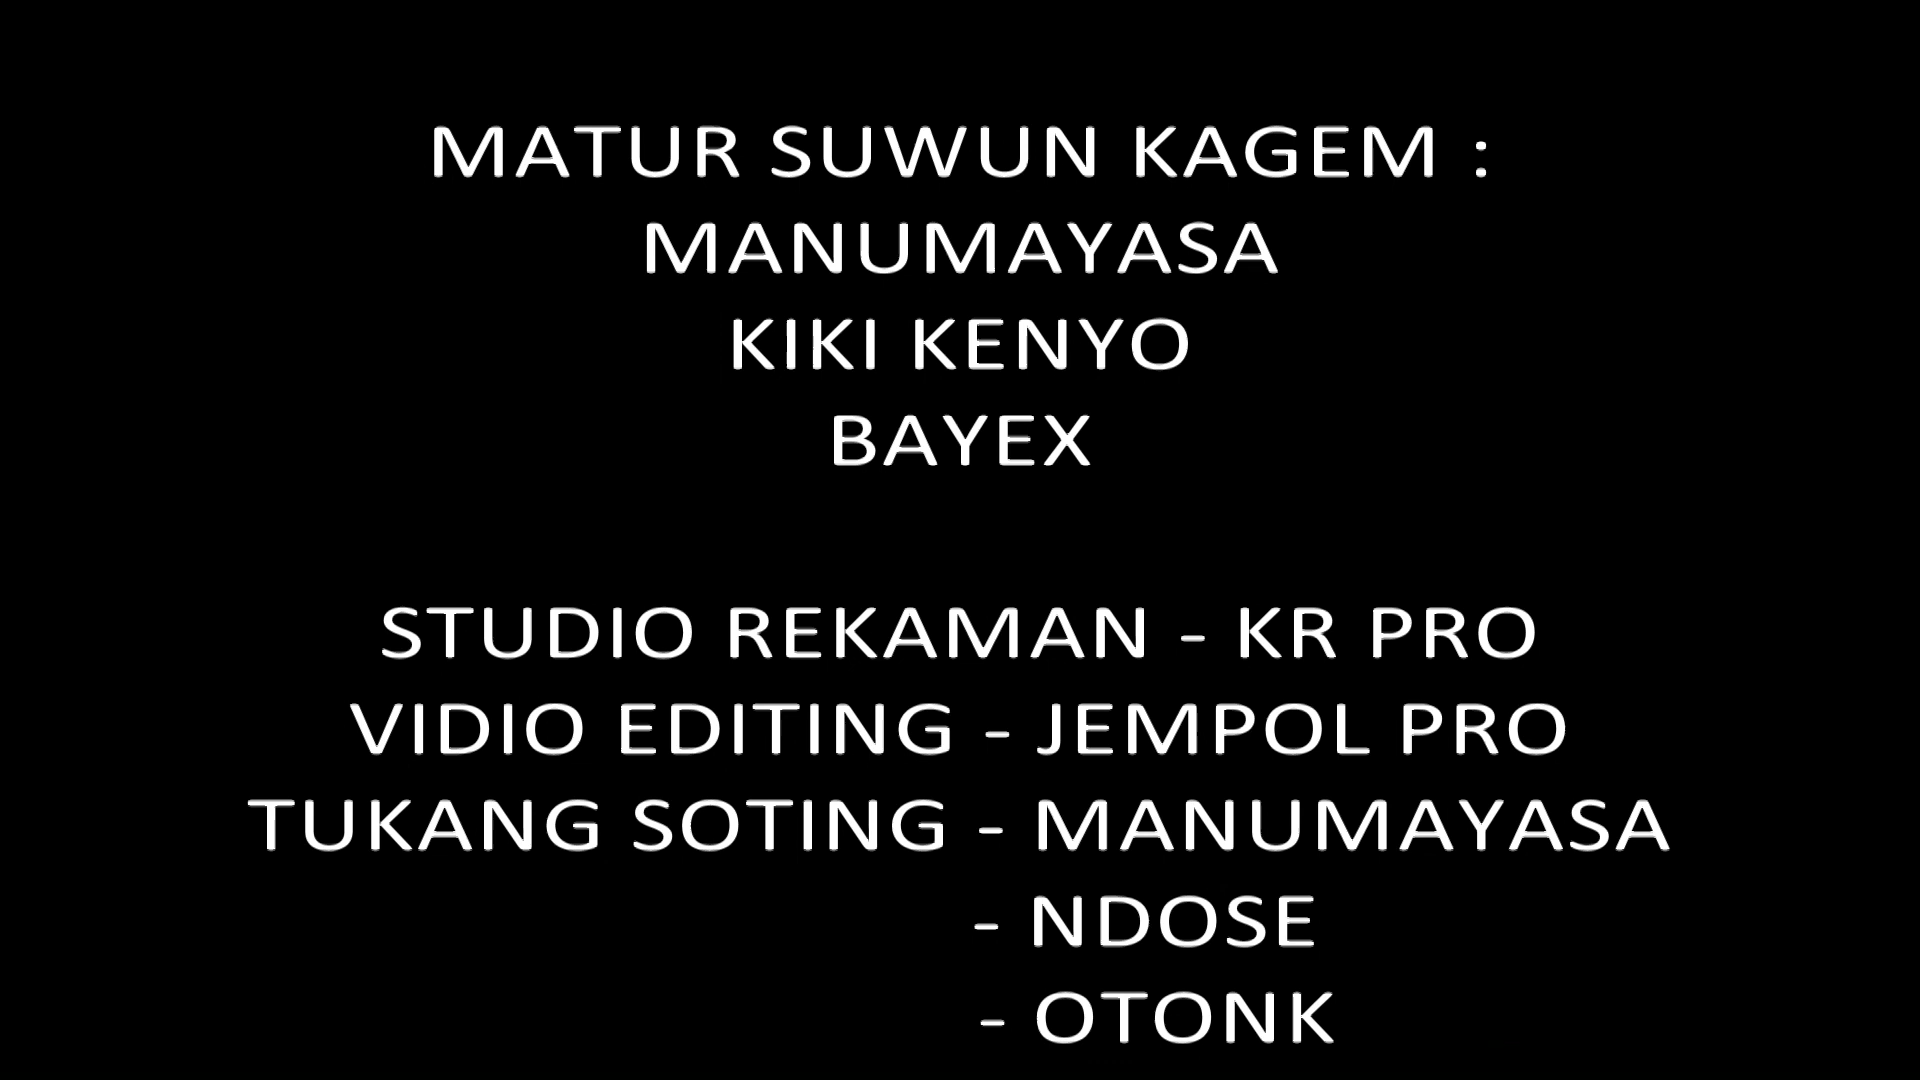 MATUR SUWUN KAGEM :
MANUMAYASA
KIKI KENYO
BAYEX
STUDIO REKAMAN - KR PRO
VIDIO EDITING - JEMPOL PRO
TUKANG SOTING - MANUMAYASA
- NDOSE
- OTONK